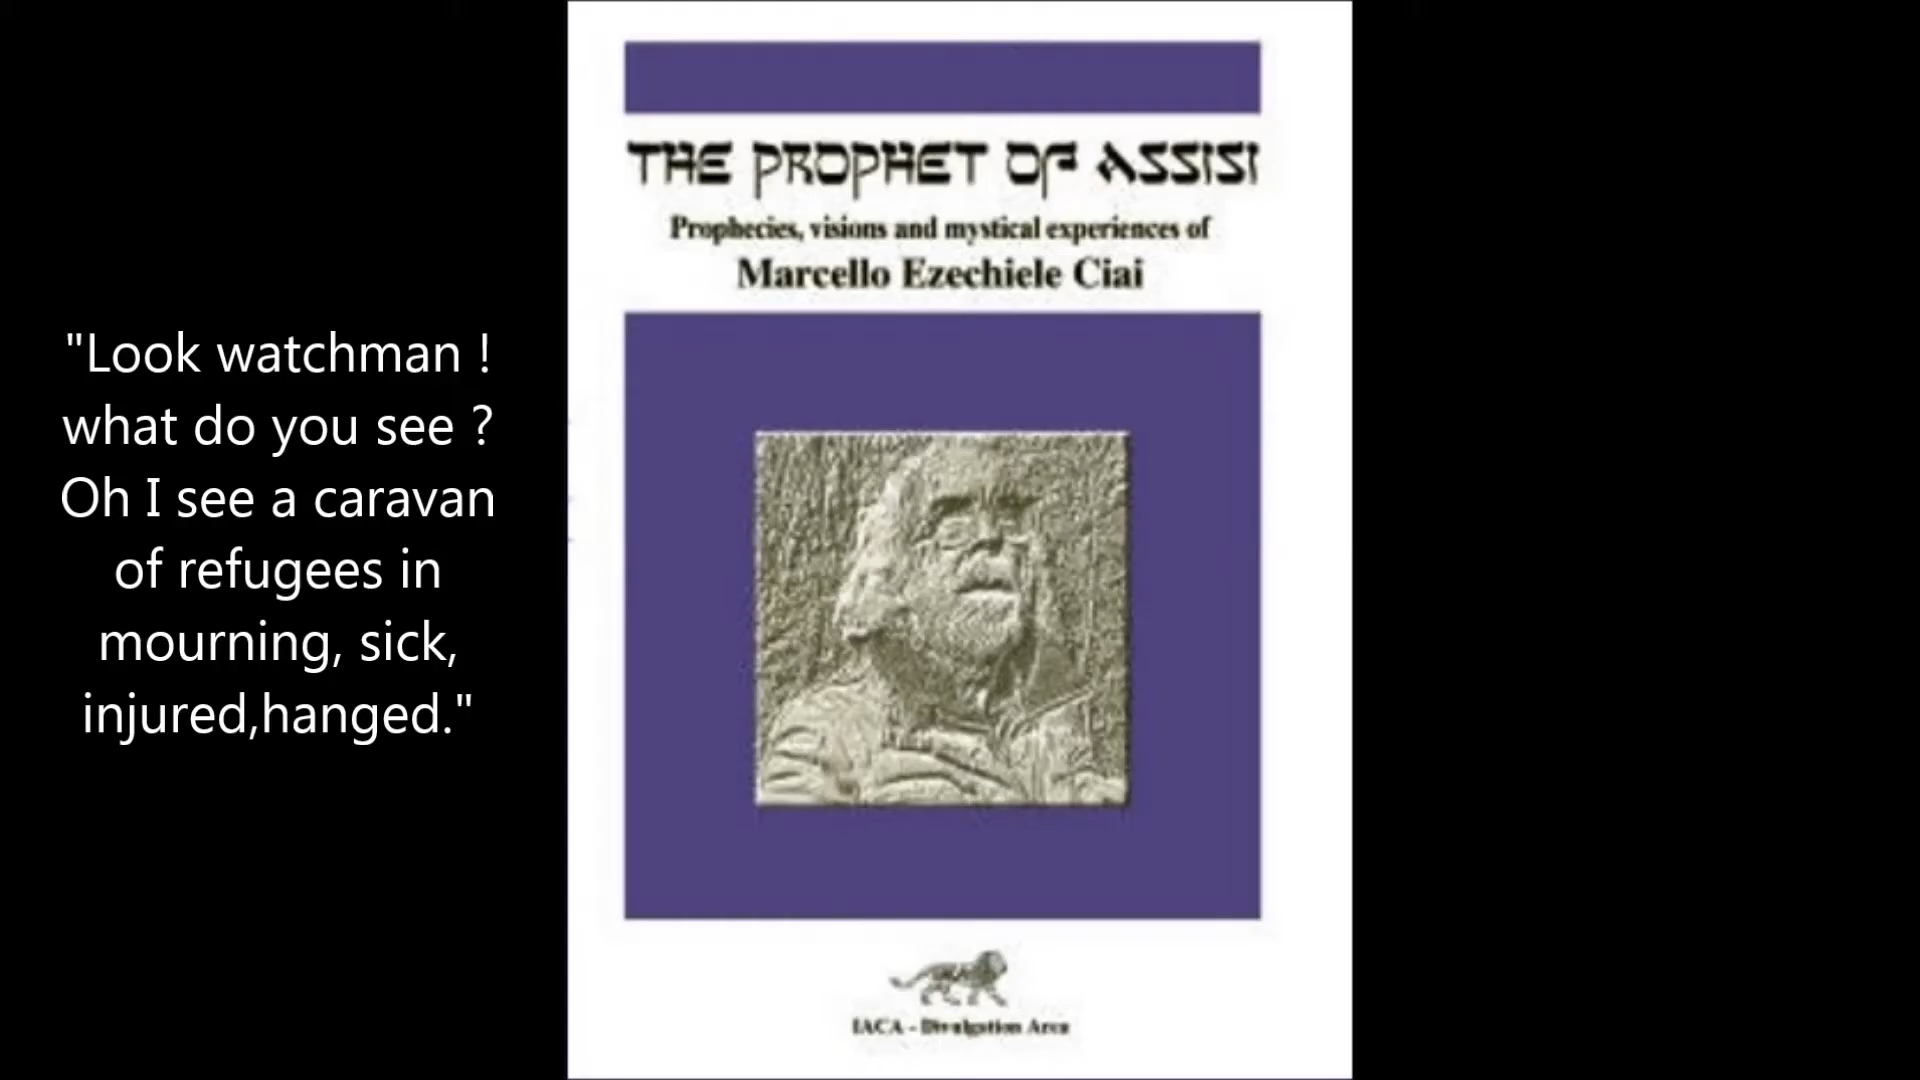 "Look watchman !
what do you see ?
Oh I see a caravan
of refugees in
mourning, sick,
injured,hanged."
THE PROPHET OF ASSISI
Prophecies, visions and mystical experiences of
Marcello Ezechiele Ciai
IACA - Divulgation Area